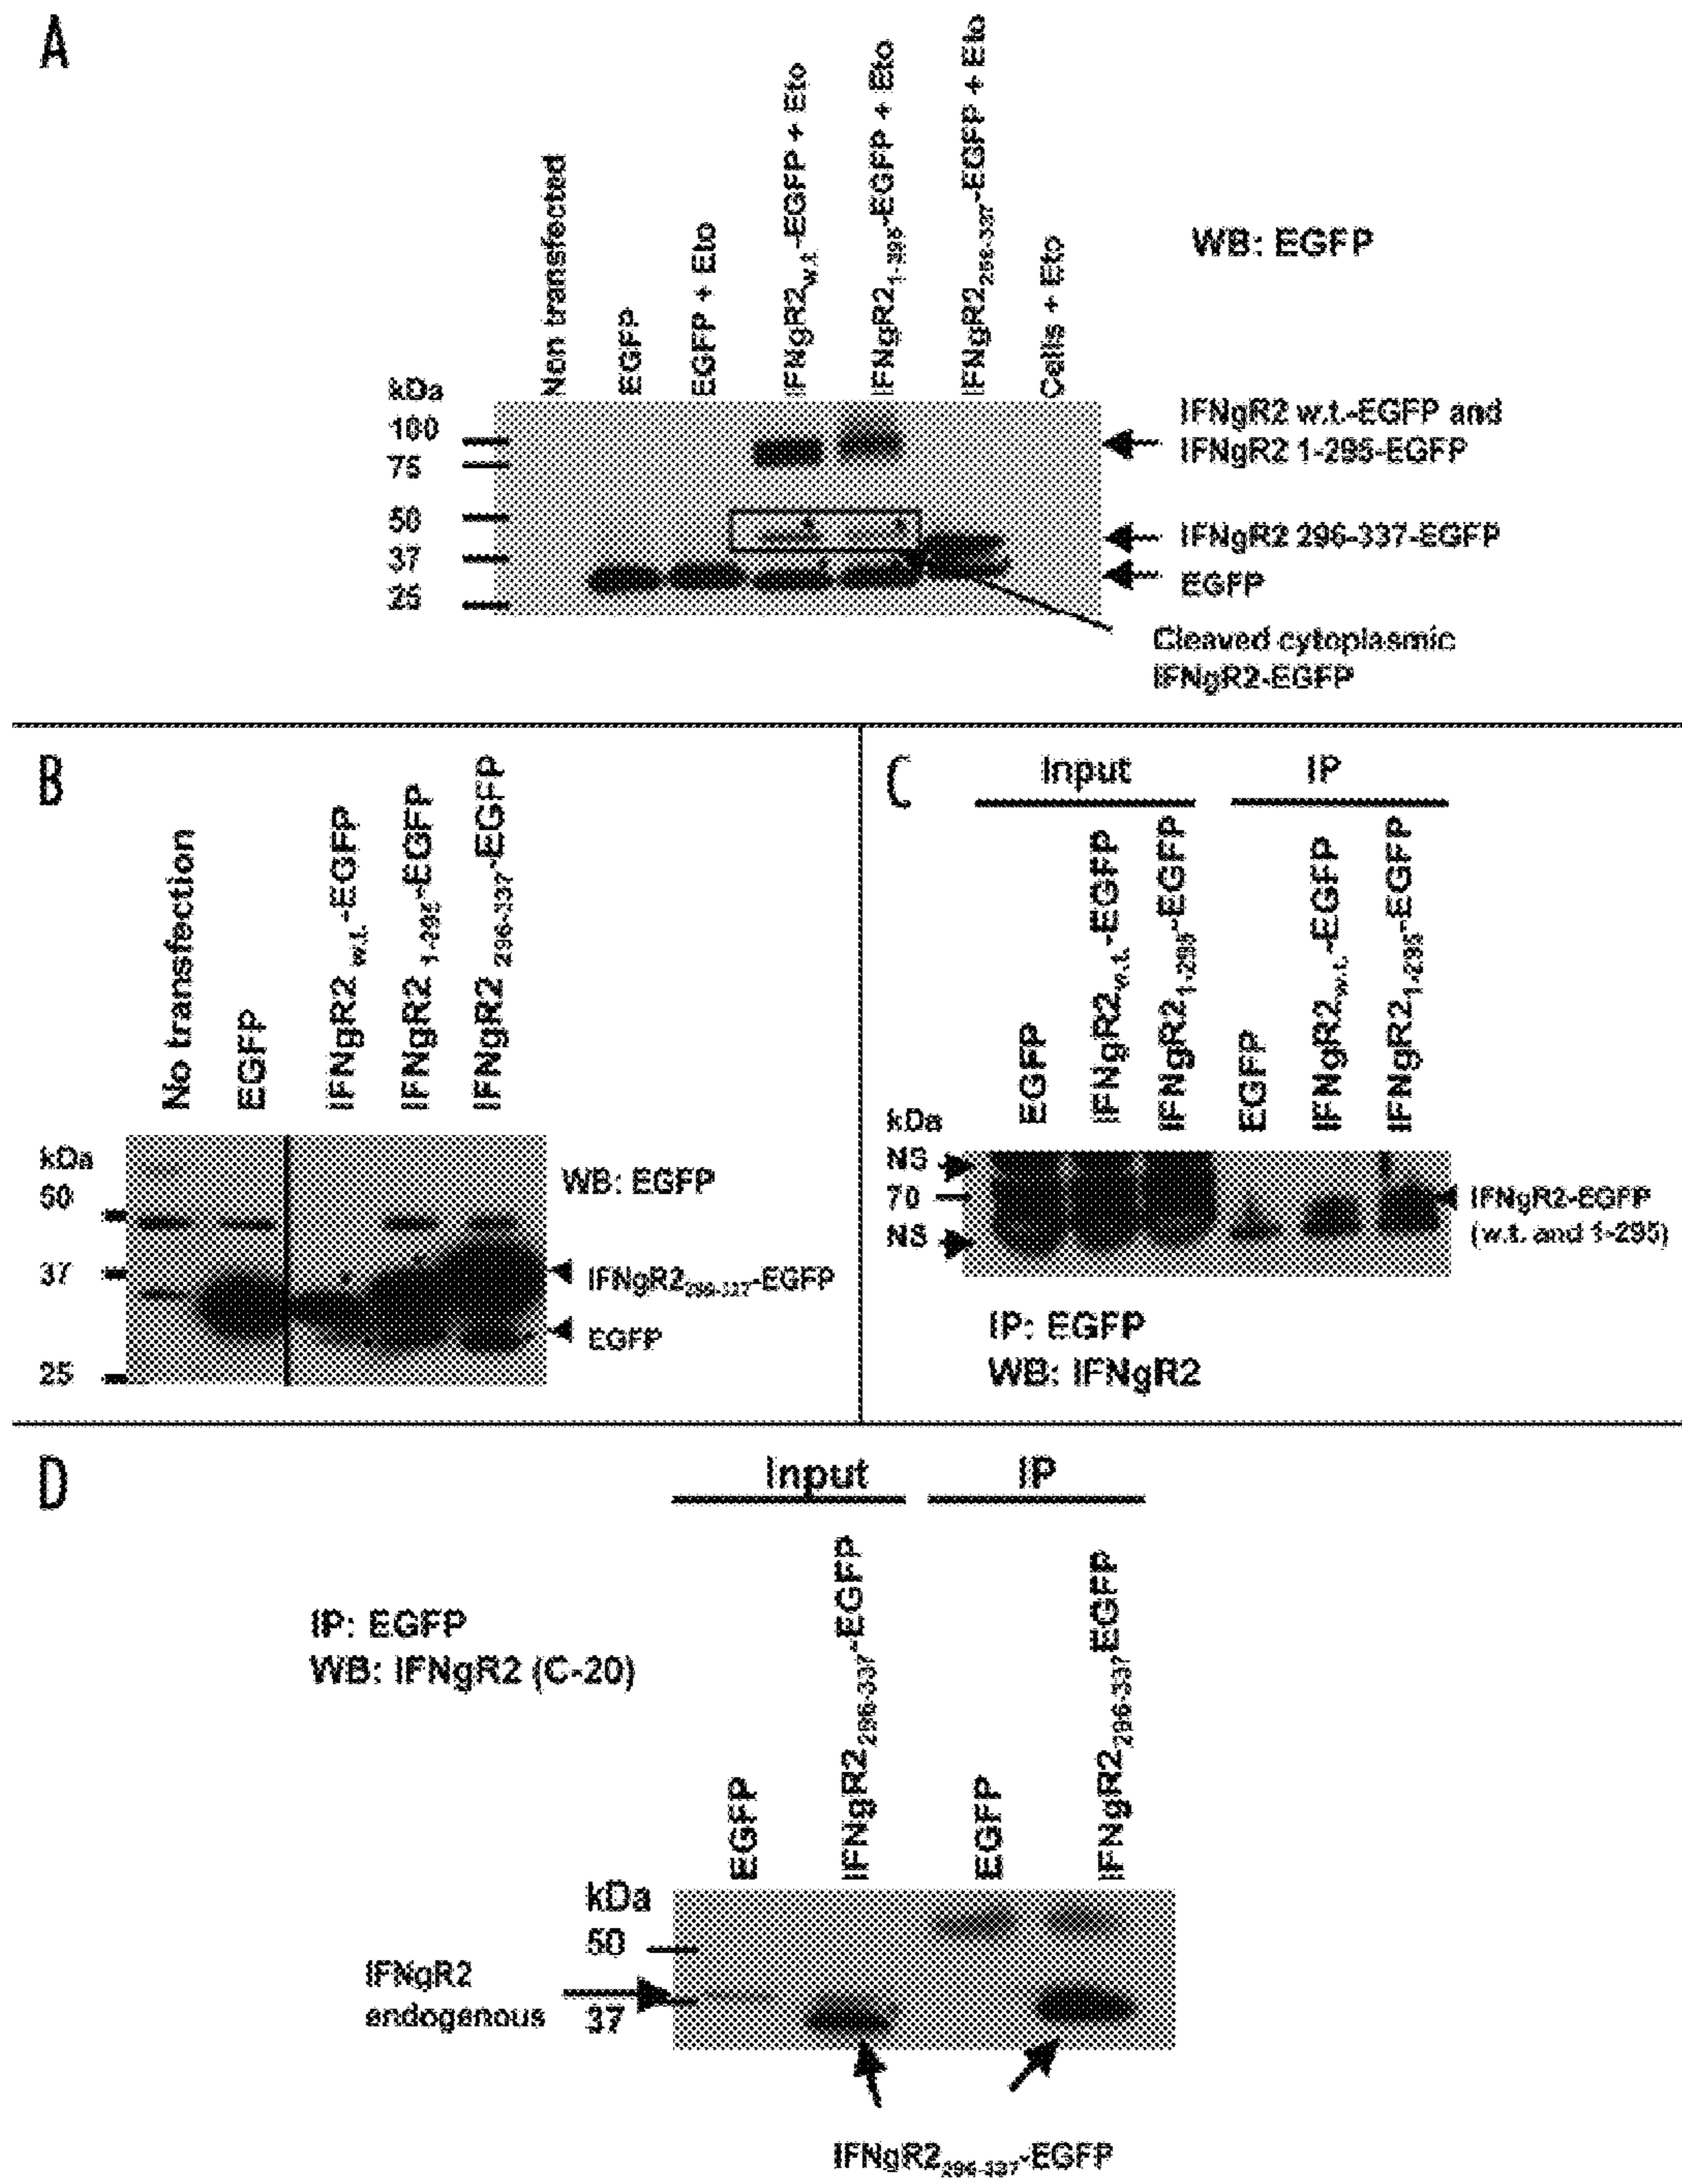 A
Non transfected
EGFP
EGFP + Eto
IFNgR2w.t.-EGFP + Eto
IFNgR21-295-EGFP + Eto
IFNgR2296-337-EGFP + Eto
Cells + Eto
WB: EGFP
kDa
100
75
50
37
25
IFNgR2 w.t.-EGFP and
IFNgR2 1-295-EGFP
IFNgR2 296-337-EGFP
EGFP
Cleaved cytoplasmic
IFNgR2-EGFP
B
No transfection
EGFP
IFNgR2 w.t.-EGFP
IFNgR2 1-295-EGFP
IFNgR2 296-337-EGFP
kDa
50
37
25
WB: EGFP
IFNgR2296-337-EGFP
EGFP
C
Input
IP
EGFP
IFNgR2w.t.-EGFP
IFNgR21-295-EGFP
EGFP
IFNgR2w.t.-EGFP
IFNgR21-295-EGFP
kDa
NS
70
NS
IFNgR2-EGFP
(w.t. and 1-295)
IP: EGFP
WB: IFNgR2
D
Input
IP
IP: EGFP
WB: IFNgR2 (C-20)
EGFP
IFNgR2296-337-EGFP
EGFP
IFNgR2296-337-EGFP
kDa
50
37
IFNgR2
endogenous
IFNgR2296-337-EGFP